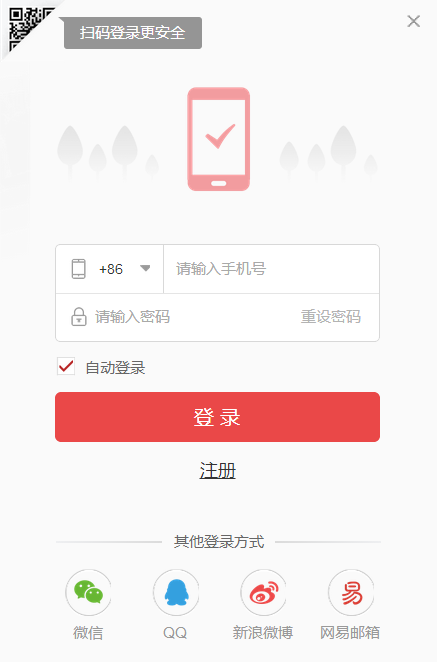 扫码登录更安全
+86 请输入手机号
请输入密码 重设密码
自动登录
登录
注册
其他登录方式
微信 QQ 新浪微博 网易邮箱
易